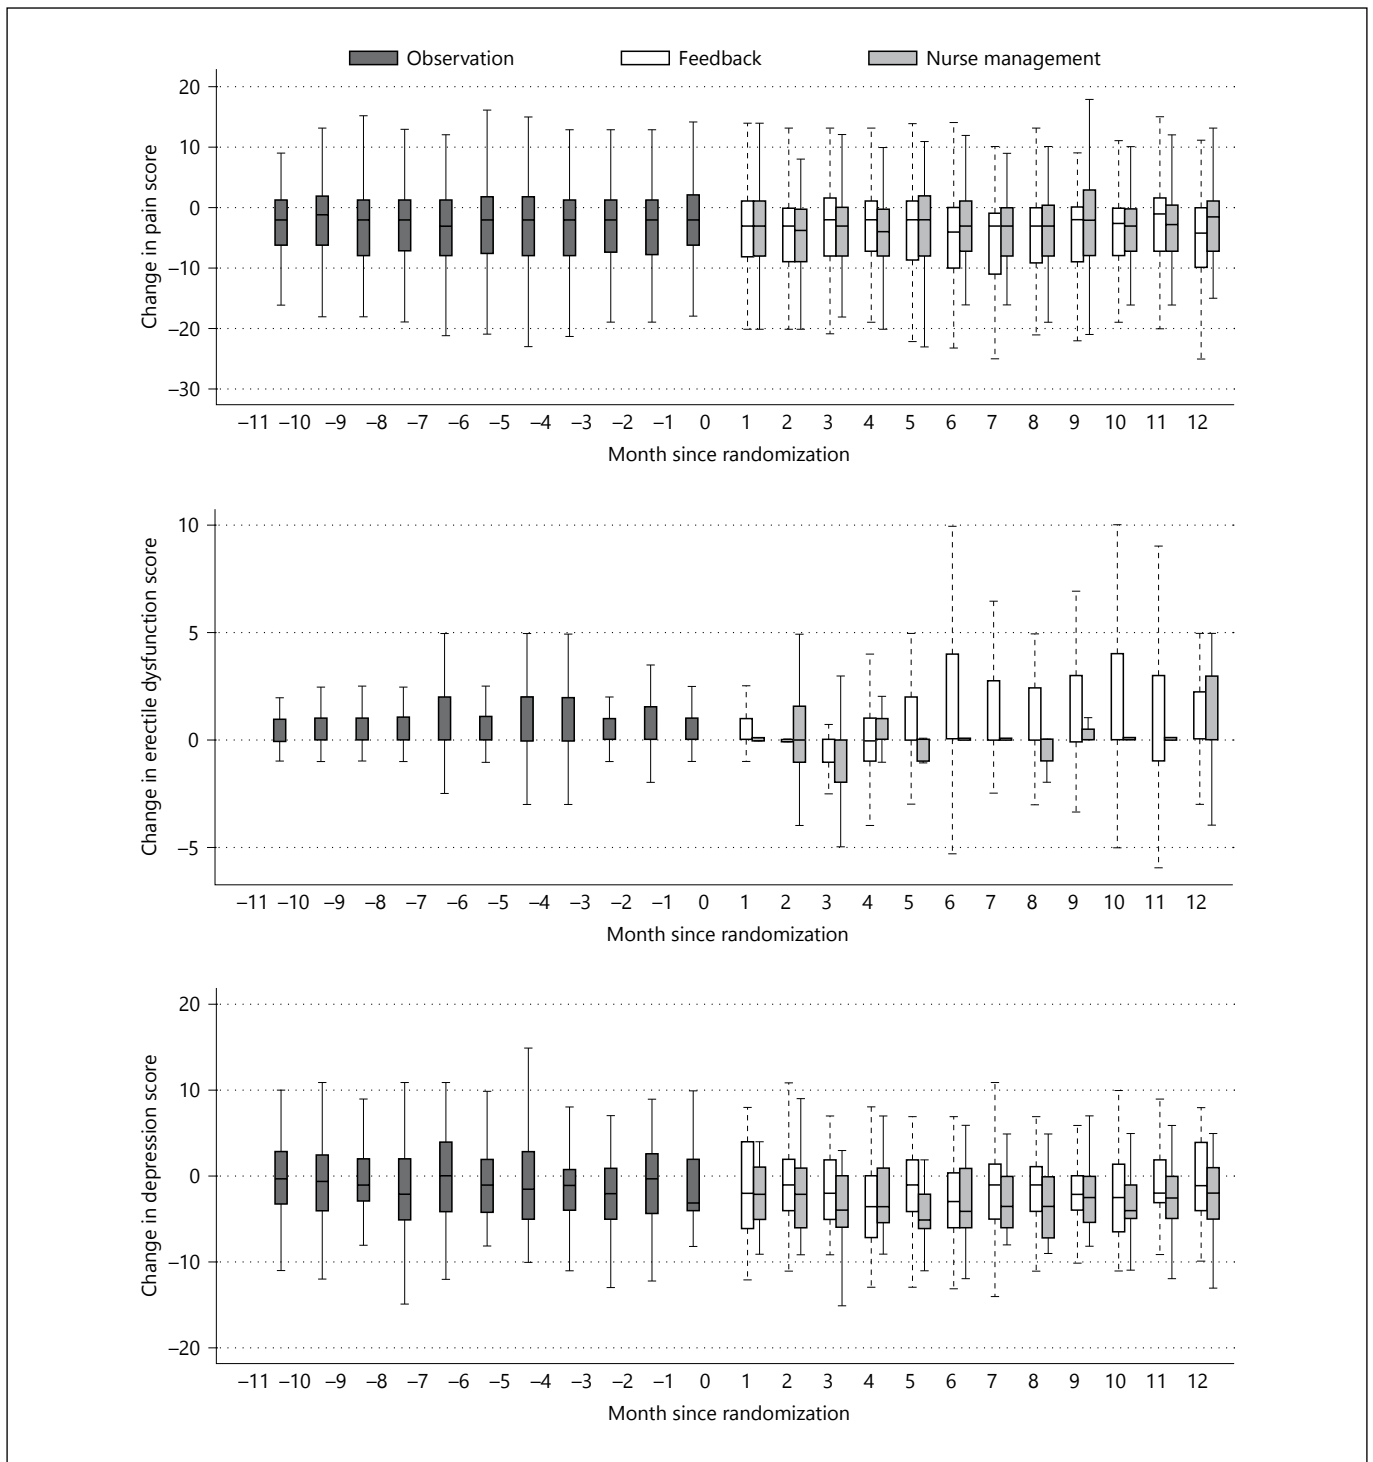 Observation Feedback Nurse management
Change in pain score
20
10
0
–10
–20
–30
–11 –10 –9 –8 –7 –6 –5 –4 –3 –2 –1 0 1 2 3 4 5 6 7 8 9 10 11 12
Month since randomization
Change in erectile dysfunction score
10
5
0
–5
–11 –10 –9 –8 –7 –6 –5 –4 –3 –2 –1 0 1 2 3 4 5 6 7 8 9 10 11 12
Month since randomization
Change in depression score
20
10
0
–10
–20
–11 –10 –9 –8 –7 –6 –5 –4 –3 –2 –1 0 1 2 3 4 5 6 7 8 9 10 11 12
Month since randomization